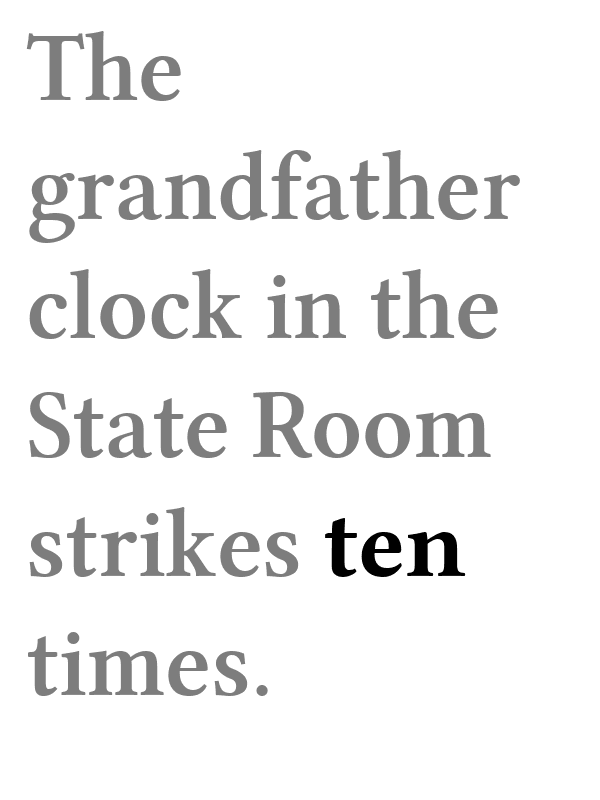 The
grandfather
clock in the
State Room
strikes ten
times.